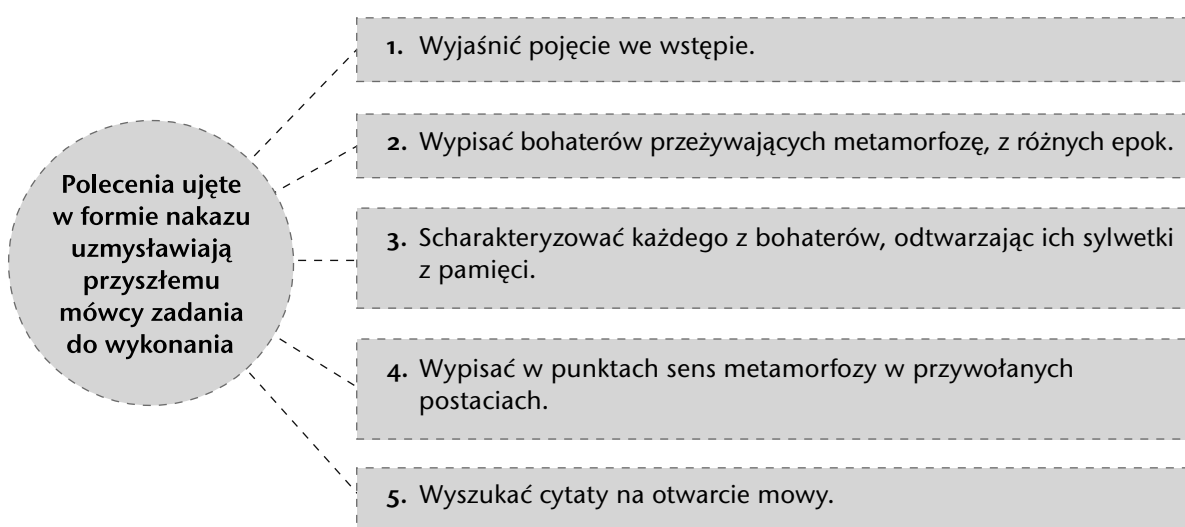 Polecenia ujęte
w formie nakazu
uzmysławiają
przyszłemu
mówcy zadania
do wykonania
1. Wyjaśnić pojęcie we wstępie.
2. Wypisać bohaterów przeżywających metamorfozę, z różnych epok.
3. Scharakteryzować każdego z bohaterów, odtwarzając ich sylwetki
z pamięci.
4. Wypisać w punktach sens metamorfozy w przywołanych
postaciach.
5. Wyszukać cytaty na otwarcie mowy.